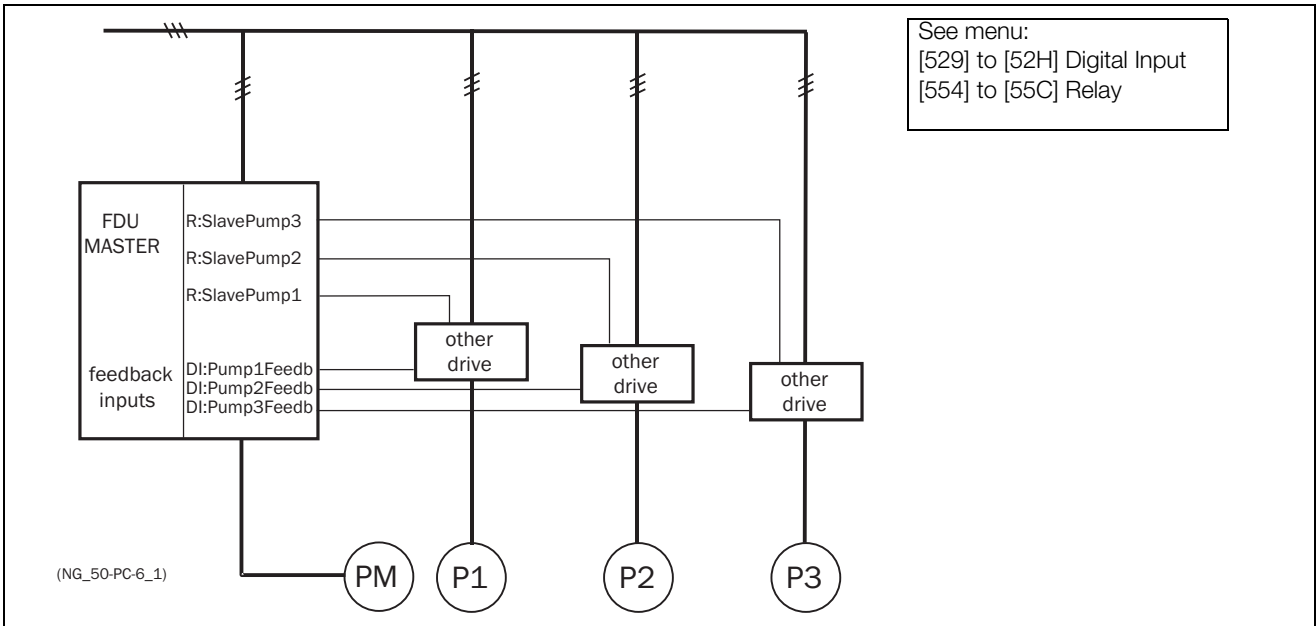 See menu:
[529] to [52H] Digital Input
[554] to [55C] Relay
FDU
MASTER
R:SlavePump3
R:SlavePump2
R:SlavePump1
feedback
inputs
DI:Pump1Feedb
DI:Pump2Feedb
DI:Pump3Feedb
other
drive
other
drive
other
drive
PM
P1
P2
P3
(NG_50-PC-6_1)